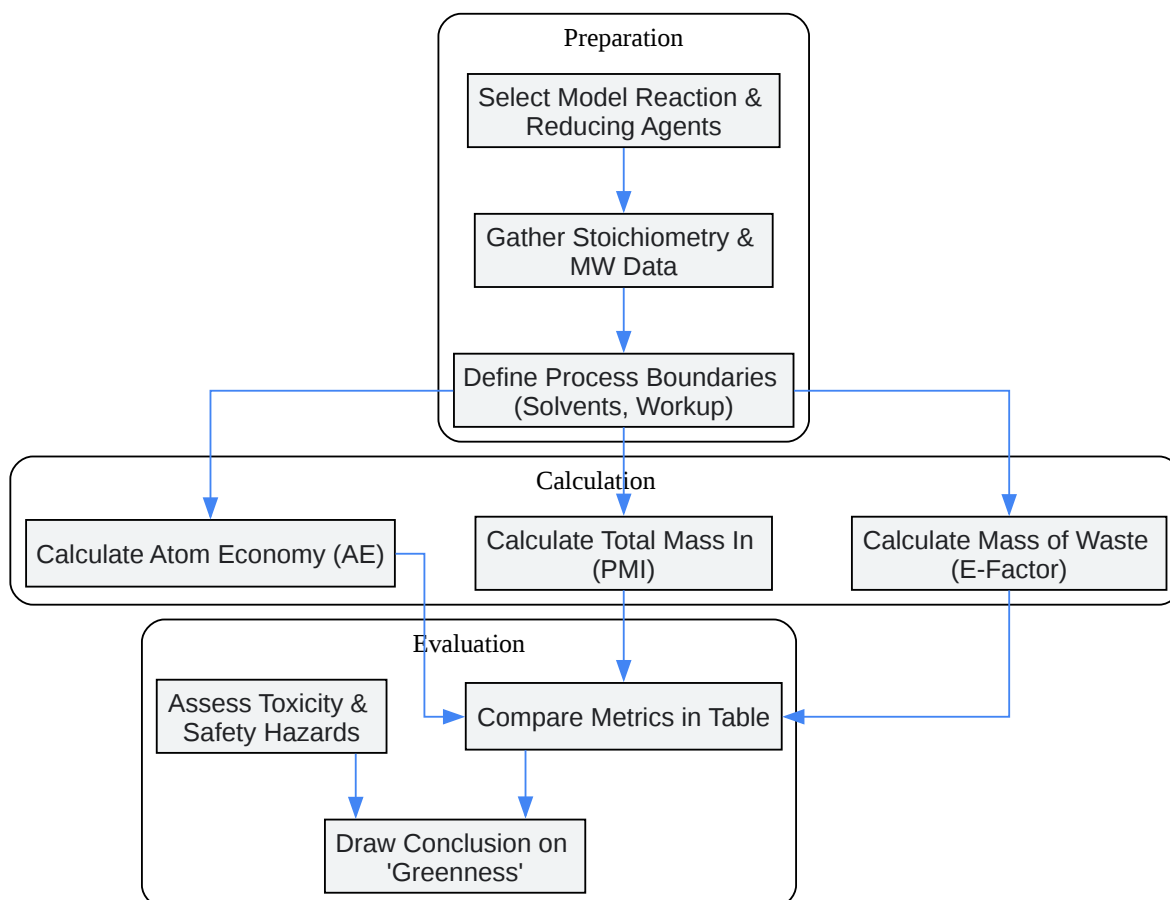 Preparation
Select Model Reaction &
Reducing Agents
Gather Stoichiometry &
MW Data
Define Process Boundaries
(Solvents, Workup)
Calculation
Calculate Atom Economy (AE)
Calculate Total Mass In
(PMI)
Calculate Mass of Waste
(E-Factor)
Evaluation
Assess Toxicity &
Safety Hazards
Compare Metrics in Table
Draw Conclusion on
'Greenness'